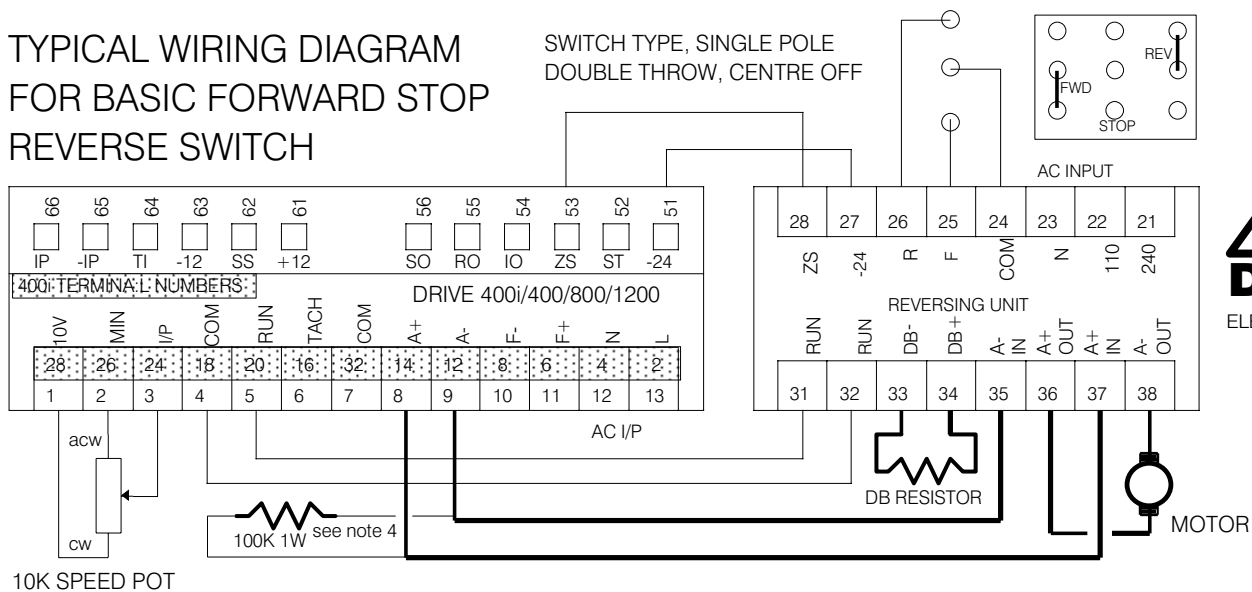 TYPICAL WIRING DIAGRAM
FOR BASIC FORWARD STOP
REVERSE SWITCH
SWITCH TYPE, SINGLE POLE
DOUBLE THROW, CENTRE OFF
REV
FWD
STOP
AC INPUT
66 65 64 63 62 61 56 55 54 53 52 51
IP -IP TI -12 SS +12 SO RO IO ZS ST -24
400i TERMINAL NUMBERS
DRIVE 400i/400/800/1200
10V MIN I/P COM RUN TACH COM A+ A- F- F+ N L
28 26 24 18 20 16 32 14 12 8 6 4 2
1 2 3 4 5 6 7 8 9 10 11 12 13
AC I/P
28 27 26 25 24 23 22 21
ZS -24 R F COM N 110 240
REVERSING UNIT
RUN RUN DB- DB+ A- IN A+ OUT A+ IN A- OUT
31 32 33 34 35 36 37 38
D
ELE
acw
cw
10K SPEED POT
100K 1W
see note 4
DB RESISTOR
MOTOR